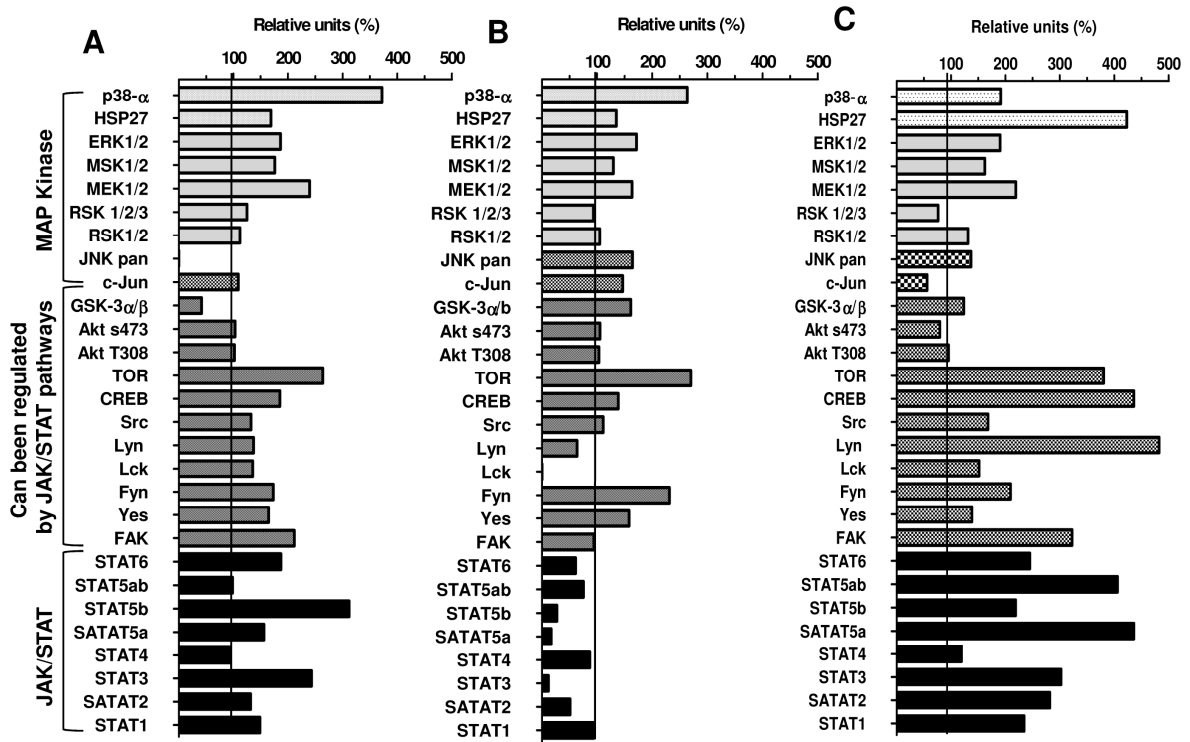 A
Relative units (%)
100 200 300 400 500
p38-α
HSP27
ERK1/2
MSK1/2
MEK1/2
RSK 1/2/3
RSK1/2
JNK pan
c-Jun
GSK-3α/β
Akt s473
Akt T308
TOR
CREB
Src
Lyn
Lck
Fyn
Yes
FAK
STAT6
STAT5ab
STAT5b
SATAT5a
STAT4
STAT3
SATAT2
STAT1
MAP Kinase
Can been regulated
by JAK/STAT pathways
JAK/STAT
B
Relative units (%)
100 200 300 400 500
p38-α
HSP27
ERK1/2
MSK1/2
MEK1/2
RSK 1/2/3
RSK1/2
JNK pan
c-Jun
GSK-3α/b
Akt s473
Akt T308
TOR
CREB
Src
Lyn
Lck
Fyn
Yes
FAK
STAT6
STAT5ab
STAT5b
SATAT5a
STAT4
STAT3
SATAT2
STAT1
C
Relative units (%)
100 200 300 400 500
p38-α
HSP27
ERK1/2
MSK1/2
MEK1/2
RSK 1/2/3
RSK1/2
JNK pan
c-Jun
GSK-3α/β
Akt s473
Akt T308
TOR
CREB
Src
Lyn
Lck
Fyn
Yes
FAK
STAT6
STAT5ab
STAT5b
SATAT5a
STAT4
STAT3
SATAT2
STAT1